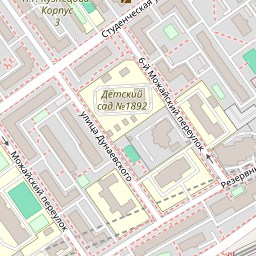 Корпус
3
Студенческая у
6-й Можайский переулок
Детский
сад №1892
улица Дунаевского
Можайский переулок
Резервн